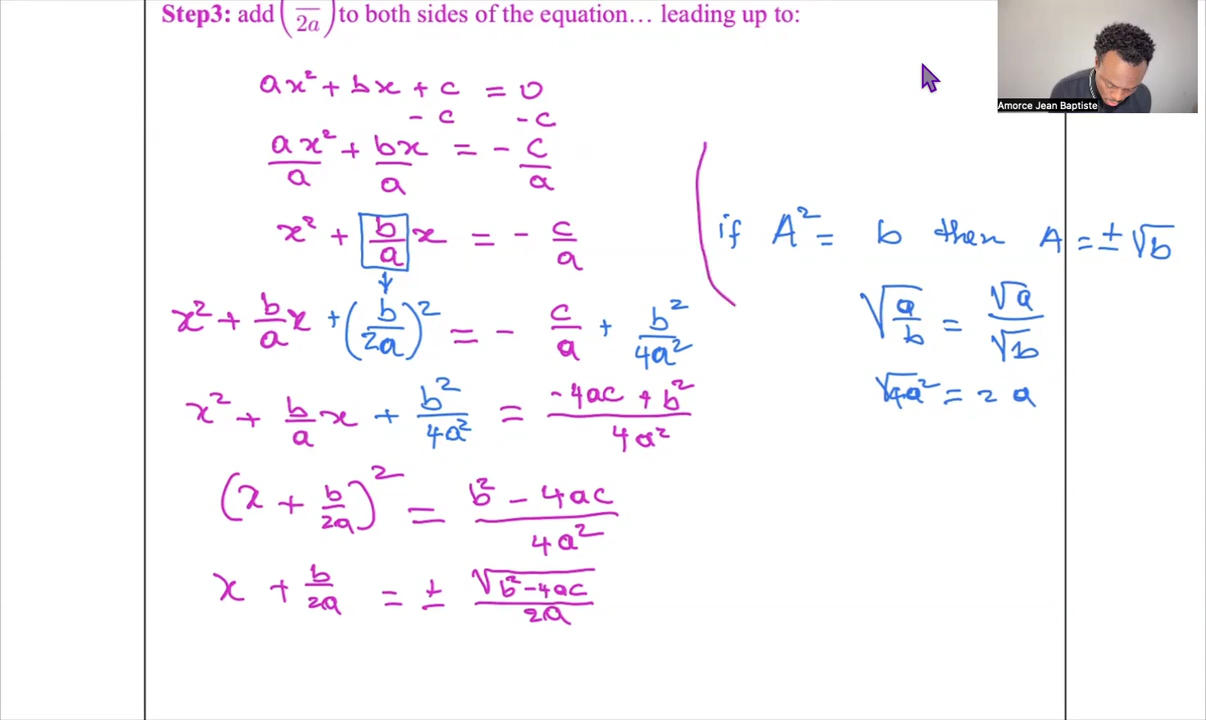 Step3: add ( / 2a) to both sides of the equation… leading up to:
Amorce Jean Baptiste
ax² + bx + c = 0
- c - c
ax²/a + bx/a = - c/a
x² + b/a x = - c/a
if A² = b then A = ± √b
x² + b/a x + (b/2a)² = - c/a + b²/4a²
√(a/b) = √a/√b
x² + b/a x + b²/4a² = (-4ac + b²)/4a²
√4a² = 2 a
(x + b/2a)² = (b² - 4ac)/4a²
x + b/2a = ± √(b² - 4ac)/2a